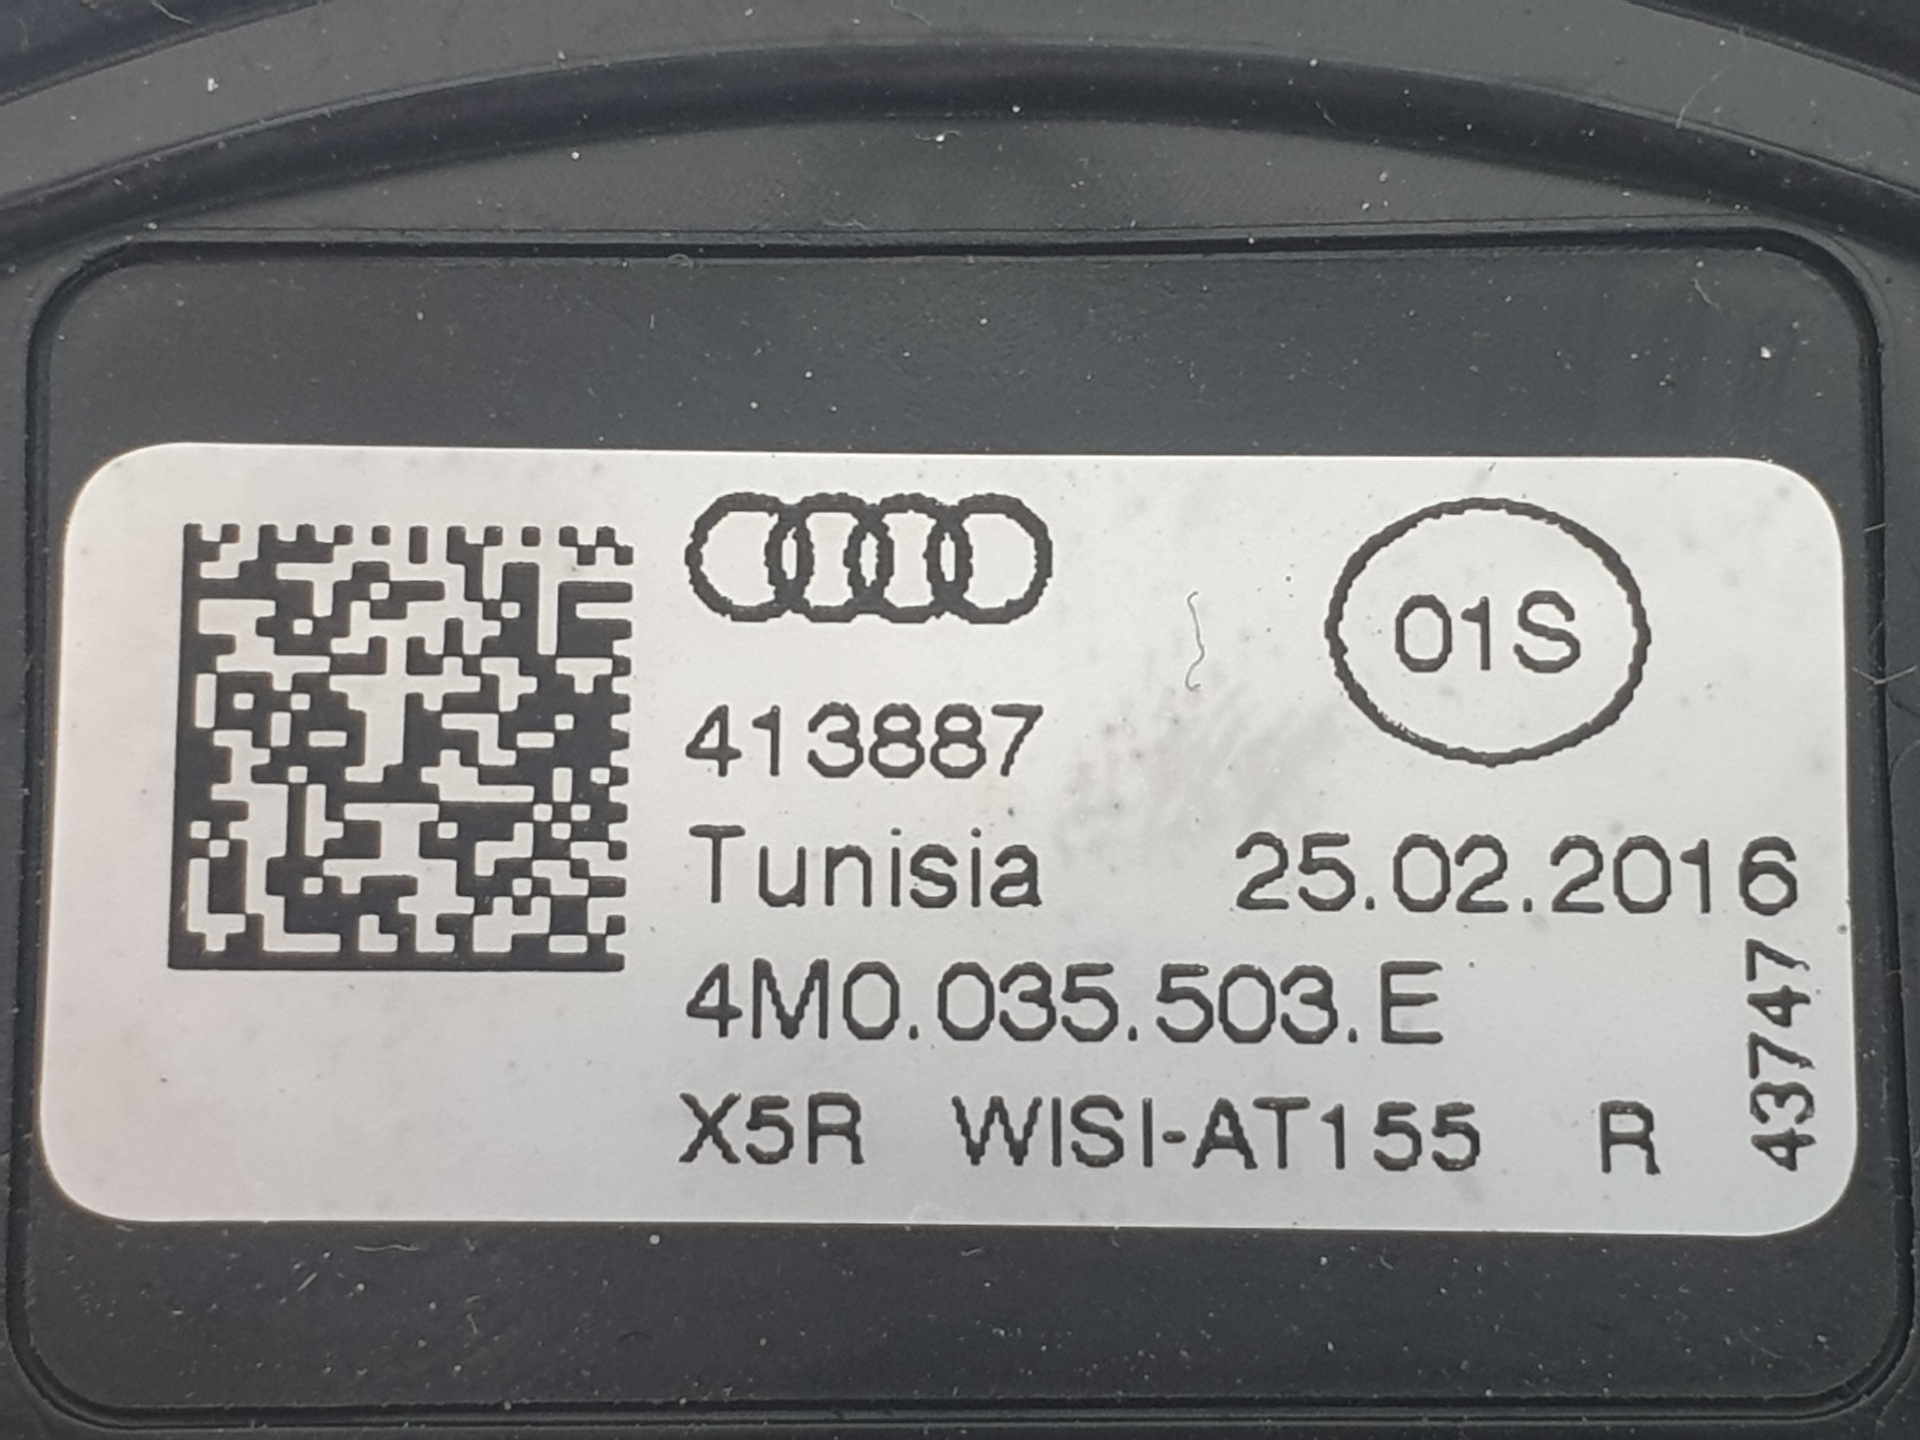 01S
413887
Tunisia 25.02.2016
4M0.035.503.E
X5R WISI-AT155 R
43747